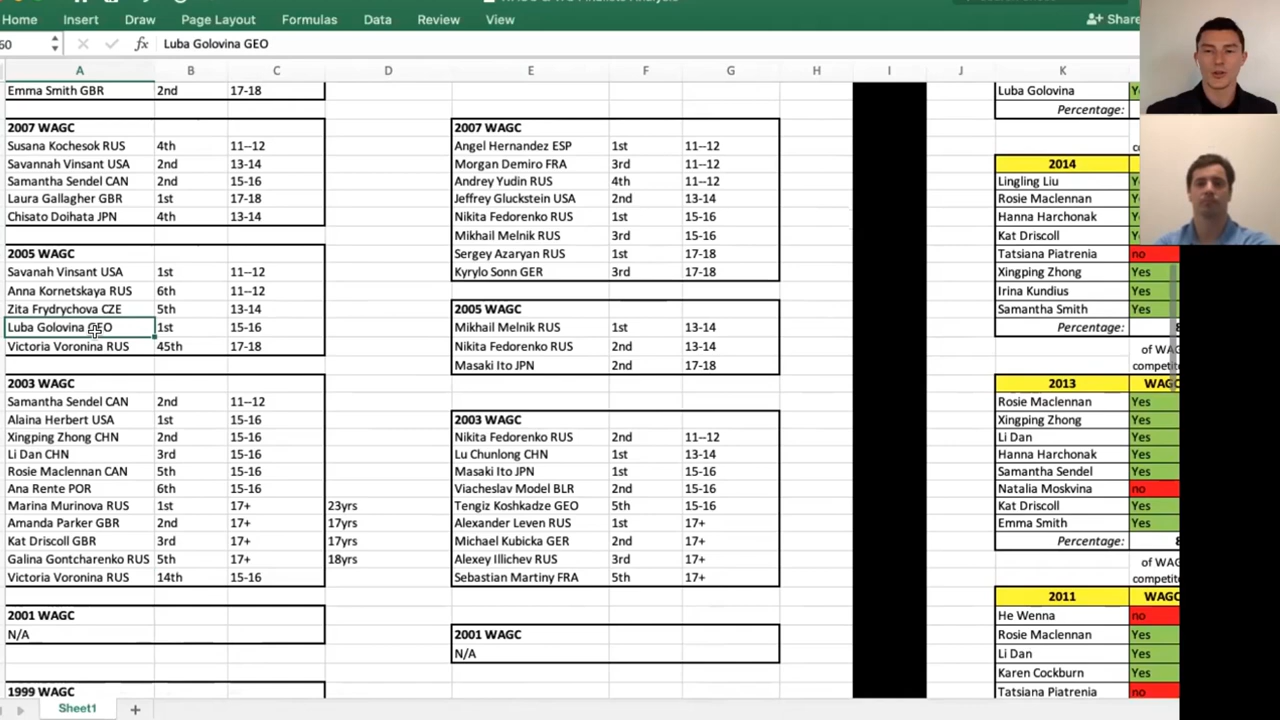 Home Insert Draw Page Layout Formulas Data Review View Share
60 fx Luba Golovina GEO
A B C D E F G H I J K
Emma Smith GBR 2nd 17-18
2007 WAGC
Susana Kochesok RUS 4th 11--12
Savannah Vinsant USA 2nd 13-14
Samantha Sendel CAN 2nd 15-16
Laura Gallagher GBR 1st 17-18
Chisato Doihata JPN 4th 13-14
2005 WAGC
Savanah Vinsant USA 1st 11--12
Anna Kornetskaya RUS 6th 11--12
Zita Frydrychova CZE 5th 13-14
Luba Golovina GEO 1st 15-16
Victoria Voronina RUS 45th 17-18
2003 WAGC
Samantha Sendel CAN 2nd 11--12
Alaina Herbert USA 1st 15-16
Xingping Zhong CHN 2nd 15-16
Li Dan CHN 3rd 15-16
Rosie Maclennan CAN 5th 15-16
Ana Rente POR 6th 15-16
Marina Murinova RUS 1st 17+ 23yrs
Amanda Parker GBR 2nd 17+ 17yrs
Kat Driscoll GBR 3rd 17+ 17yrs
Galina Gontcharenko RUS 5th 17+ 18yrs
Victoria Voronina RUS 14th 15-16
2001 WAGC
N/A
1999 WAGC
2007 WAGC
Angel Hernandez ESP 1st 11--12
Morgan Demiro FRA 3rd 11--12
Andrey Yudin RUS 4th 11--12
Jeffrey Gluckstein USA 2nd 13-14
Nikita Fedorenko RUS 1st 15-16
Mikhail Melnik RUS 3rd 15-16
Sergey Azaryan RUS 1st 17-18
Kyrylo Sonn GER 3rd 17-18
2005 WAGC
Mikhail Melnik RUS 1st 13-14
Nikita Fedorenko RUS 2nd 13-14
Masaki Ito JPN 2nd 17-18
2003 WAGC
Nikita Fedorenko RUS 2nd 11--12
Lu Chunlong CHN 1st 13-14
Masaki Ito JPN 1st 15-16
Viacheslav Model BLR 2nd 15-16
Tengiz Koshkadze GEO 5th 15-16
Alexander Leven RUS 1st 17+
Michael Kubicka GER 2nd 17+
Alexey Illichev RUS 3rd 17+
Sebastian Martiny FRA 5th 17+
2001 WAGC
N/A
Luba Golovina
Percentage:
2014
Lingling Liu
Rosie Maclennan
Hanna Harchonak
Kat Driscoll
Tatsiana Piatrenia no
Xingping Zhong Yes
Irina Kundius Yes
Samantha Smith Yes
Percentage: 8
of WAG
competit
2013 WAGC
Rosie Maclennan Yes
Xingping Zhong Yes
Li Dan Yes
Hanna Harchonak Yes
Samantha Sendel Yes
Natalia Moskvina no
Kat Driscoll Yes
Emma Smith Yes
Percentage: 8
of WAG
competit
2011 WAGC
He Wenna no
Rosie Maclennan Yes
Li Dan Yes
Karen Cockburn Yes
Tatsiana Piatrenia no
Sheet1